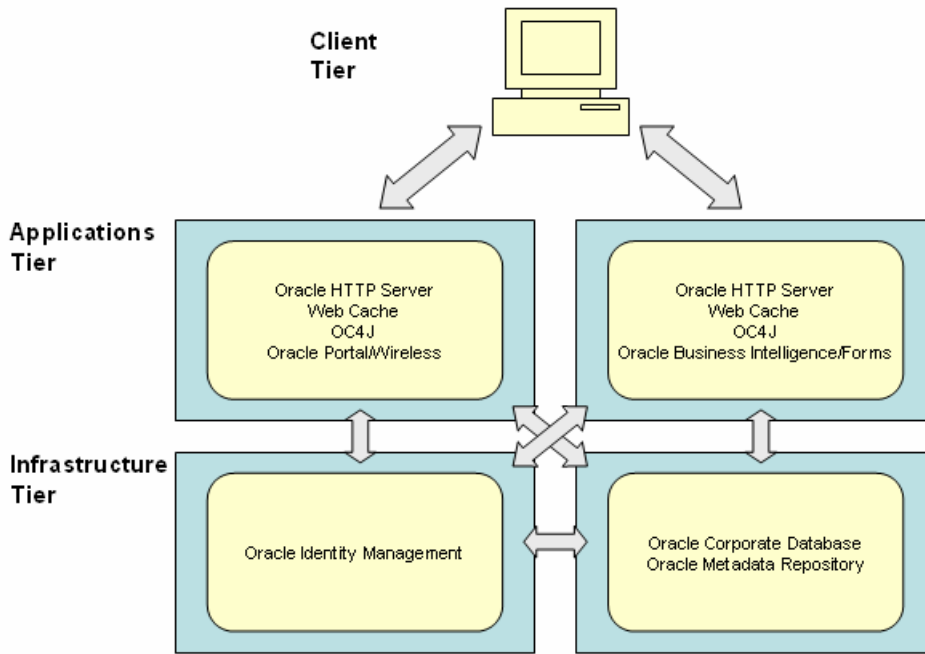 Client
Tier
Applications
Tier
Oracle HTTP Server
Web Cache
OC4J
Oracle Portal/Wireless
Oracle HTTP Server
Web Cache
OC4J
Oracle Business Intelligence/Forms
Infrastructure
Tier
Oracle Identity Management
Oracle Corporate Database
Oracle Metadata Repository